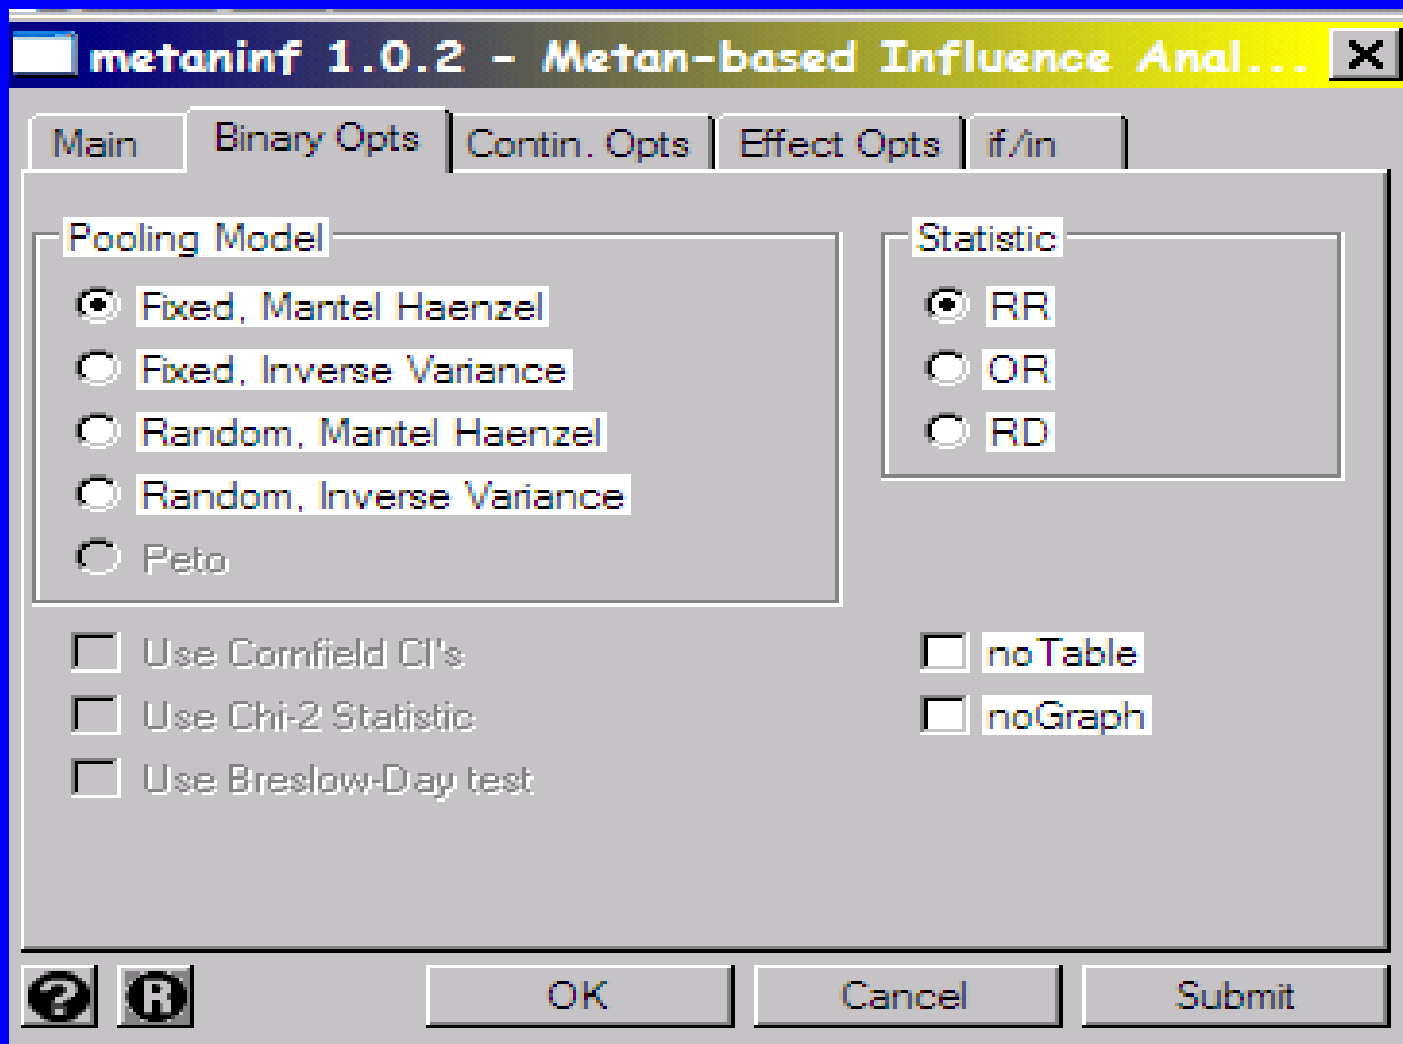 metaninf 1.0.2 - Metan-based Influence Anal...
Main Binary Opts Contin. Opts Effect Opts if/in
Pooling Model
Fixed, Mantel Haenzel
Fixed, Inverse Variance
Random, Mantel Haenzel
Random, Inverse Variance
Peto
Statistic
RR
OR
RD
Use Cornfield CI's
Use Chi-2 Statistic
Use Breslow-Day test
noTable
noGraph
? R OK Cancel Submit